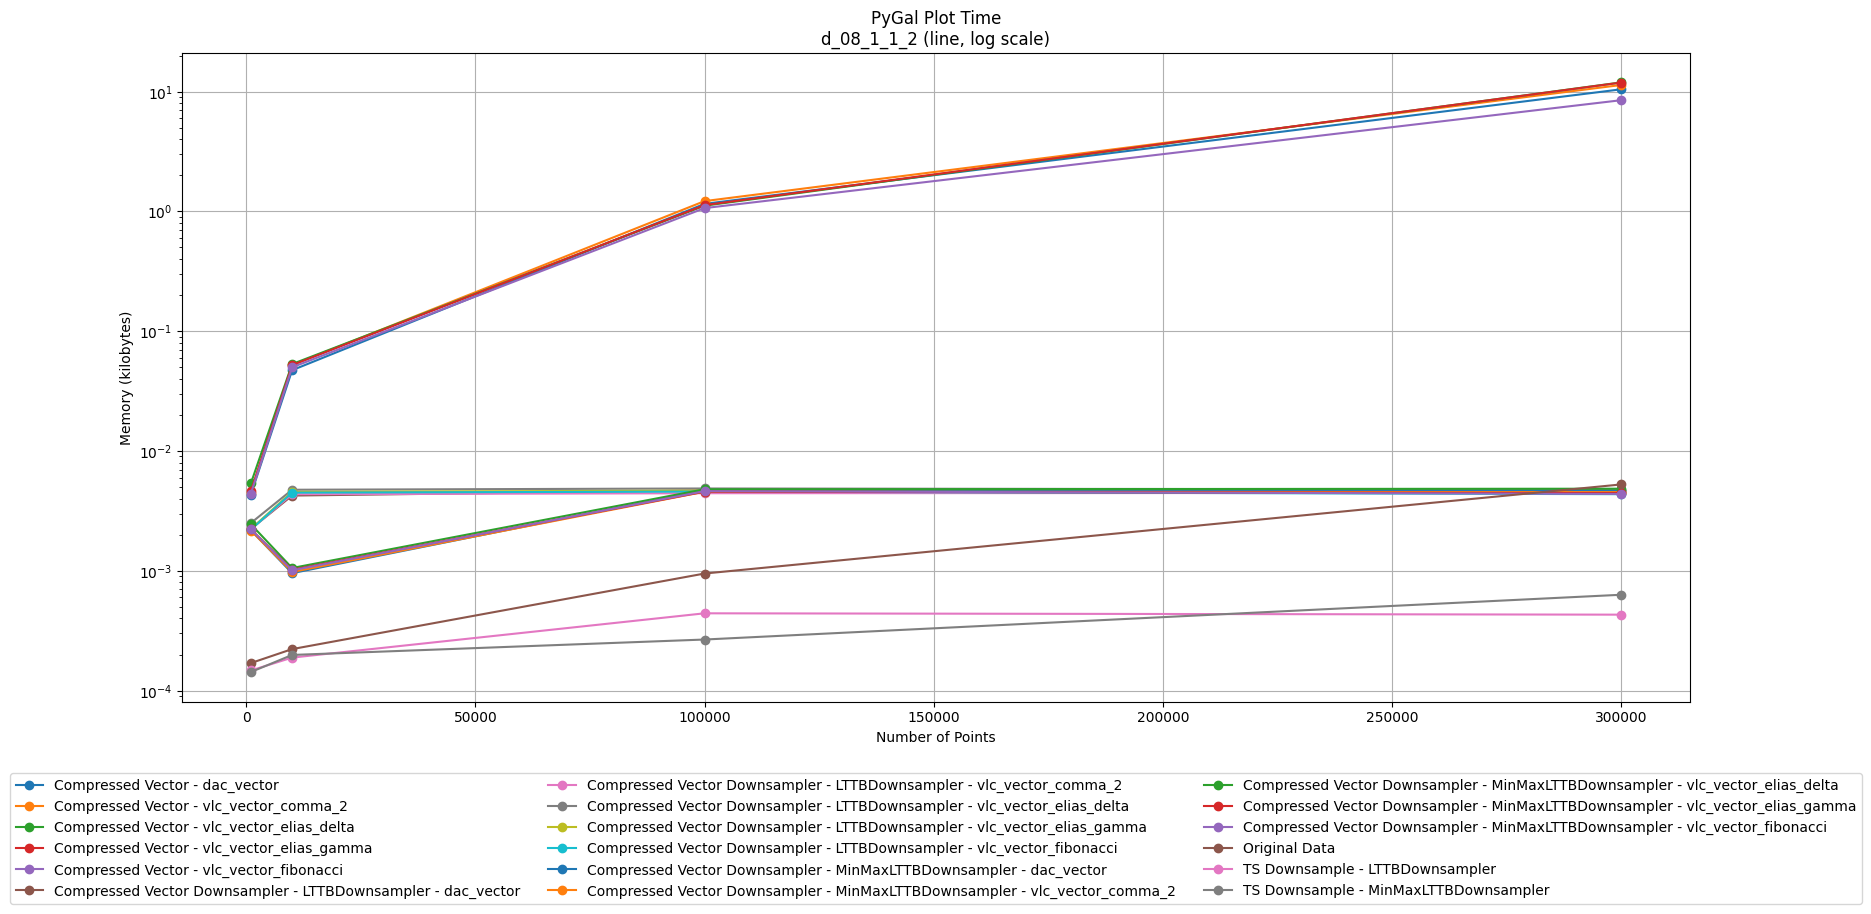 PyGal Plot Time
d_08_1_1_2 (line, log scale)
Memory (kilobytes)
10¹
10⁰
10⁻¹
10⁻²
10⁻³
10⁻⁴
0 50000 100000 150000 200000 250000 300000
Number of Points
Compressed Vector - dac_vector
Compressed Vector - vlc_vector_comma_2
Compressed Vector - vlc_vector_elias_delta
Compressed Vector - vlc_vector_elias_gamma
Compressed Vector - vlc_vector_fibonacci
Compressed Vector Downsampler - LTTBDownsampler - dac_vector
Compressed Vector Downsampler - LTTBDownsampler - vlc_vector_comma_2
Compressed Vector Downsampler - LTTBDownsampler - vlc_vector_elias_delta
Compressed Vector Downsampler - LTTBDownsampler - vlc_vector_elias_gamma
Compressed Vector Downsampler - LTTBDownsampler - vlc_vector_fibonacci
Compressed Vector Downsampler - MinMaxLTTBDownsampler - dac_vector
Compressed Vector Downsampler - MinMaxLTTBDownsampler - vlc_vector_comma_2
Compressed Vector Downsampler - MinMaxLTTBDownsampler - vlc_vector_elias_delta
Compressed Vector Downsampler - MinMaxLTTBDownsampler - vlc_vector_elias_gamma
Compressed Vector Downsampler - MinMaxLTTBDownsampler - vlc_vector_fibonacci
Original Data
TS Downsample - LTTBDownsampler
TS Downsample - MinMaxLTTBDownsampler